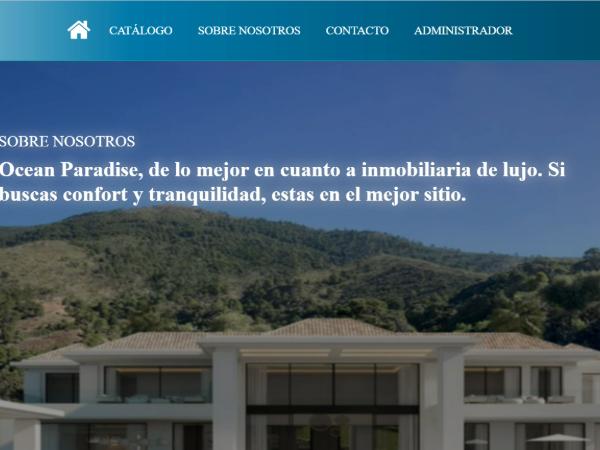 CATÁLOGO SOBRE NOSOTROS CONTACTO ADMINISTRADOR
SOBRE NOSOTROS
Ocean Paradise, de lo mejor en cuanto a inmobiliaria de lujo. Si
buscas confort y tranquilidad, estas en el mejor sitio.